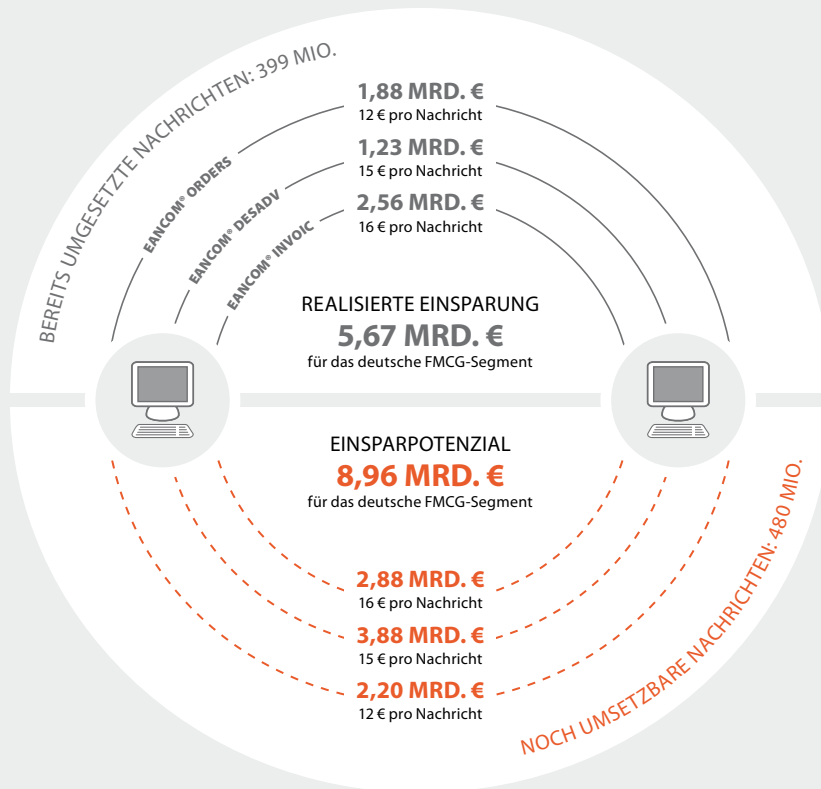 BEREITS UMGESETZTE NACHRICHTEN: 399 MIO.
EANCOM® ORDERS
1,88 MRD. €
12 € pro Nachricht
EANCOM® DESADV
1,23 MRD. €
15 € pro Nachricht
EANCOM® INVOIC
2,56 MRD. €
16 € pro Nachricht
REALISIERTE EINSPARUNG
5,67 MRD. €
für das deutsche FMCG-Segment
EINSPARPOTENZIAL
8,96 MRD. €
für das deutsche FMCG-Segment
2,88 MRD. €
16 € pro Nachricht
3,88 MRD. €
15 € pro Nachricht
2,20 MRD. €
12 € pro Nachricht
NOCH UMSETZBARE NACHRICHTEN: 480 MIO.